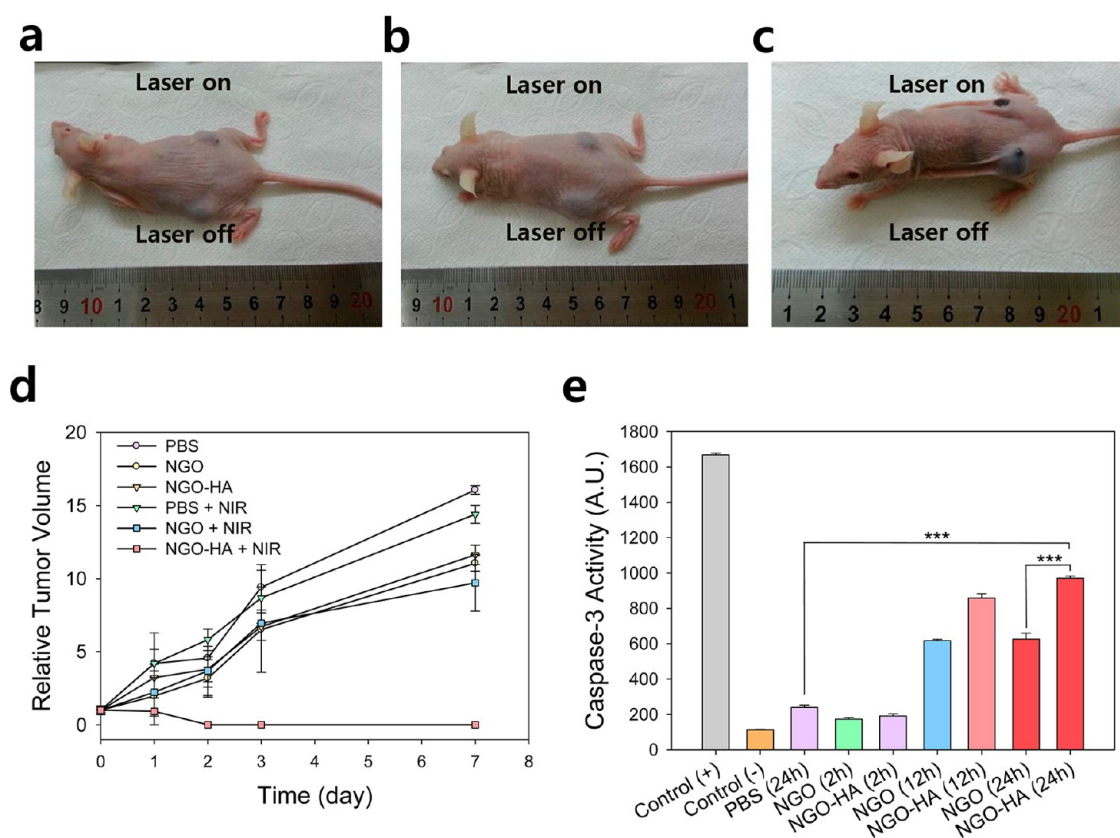 a
b
c
Laser on
Laser on
Laser on
Laser off
Laser off
Laser off
8 9 10 1 2 3 4 5 6 7 8 9 20
9 10 1 2 3 4 5 6 7 8 9 20 1
1 2 3 4 5 6 7 8 9 20 1
d
PBS
NGO
NGO-HA
PBS + NIR
NGO + NIR
NGO-HA + NIR
Relative Tumor Volume
20
15
10
5
0
0 1 2 3 4 5 6 7 8
Time (day)
e
Caspase-3 Activity (A.U.)
1800
1600
1400
1200
1000
800
600
400
200
0
***
***
Control (+)
Control (-)
PBS (24h)
NGO (2h)
NGO-HA (2h)
NGO (12h)
NGO-HA (12h)
NGO (24h)
NGO-HA (24h)